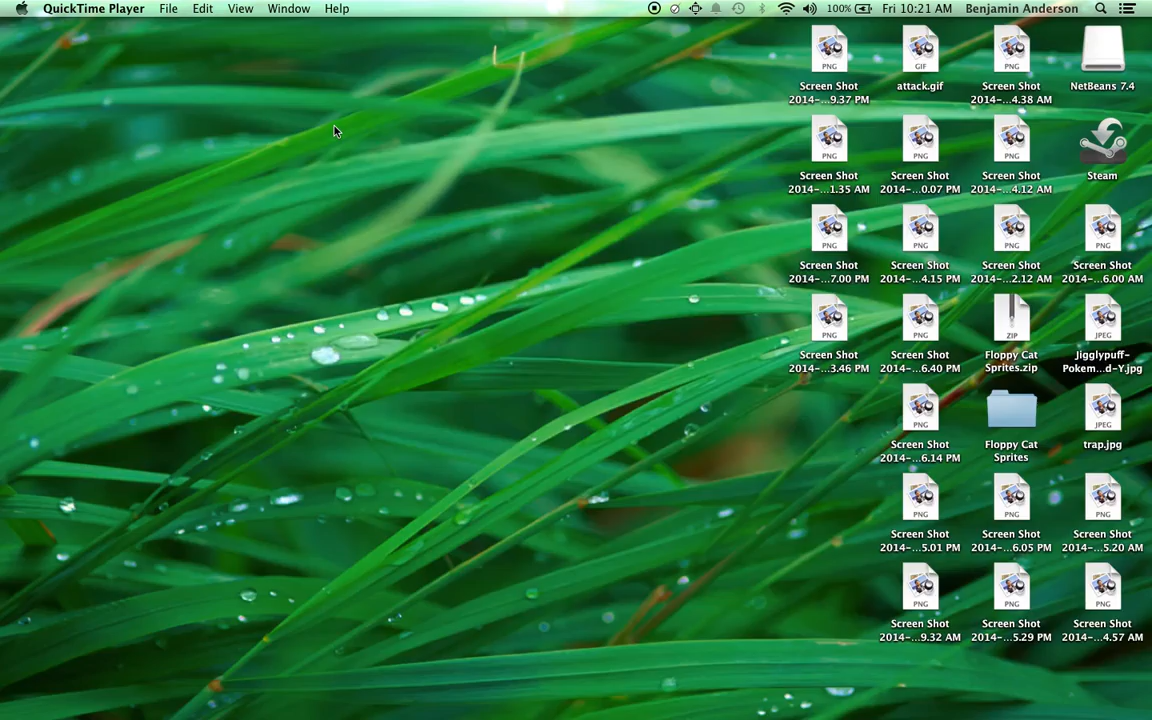 QuickTime Player File Edit View Window Help 100% Fri 10:21 AM Benjamin Anderson
PNG GIF PNG
Screen Shot attack.gif Screen Shot NetBeans 7.4
2014-...9.37 PM 2014-...4.38 AM
PNG PNG PNG
Screen Shot Screen Shot Screen Shot Steam
2014-...1.35 AM 2014-...0.07 PM 2014-...4.12 AM
PNG PNG PNG PNG
Screen Shot Screen Shot Screen Shot Screen Shot
2014-...7.00 PM 2014-...4.15 PM 2014-...2.12 AM 2014-...6.00 AM
PNG PNG ZIP JPEG
Screen Shot Screen Shot Floppy Cat Jigglypuff-
2014-...3.46 PM 2014-...6.40 PM Sprites.zip Pokem...d-Y.jpg
PNG JPEG
Screen Shot Floppy Cat trap.jpg
2014-...6.14 PM Sprites
PNG PNG PNG
Screen Shot Screen Shot Screen Shot
2014-...5.01 PM 2014-...6.05 PM 2014-...5.20 AM
PNG PNG PNG
Screen Shot Screen Shot Screen Shot
2014-...9.32 AM 2014-...5.29 PM 2014-...4.57 AM